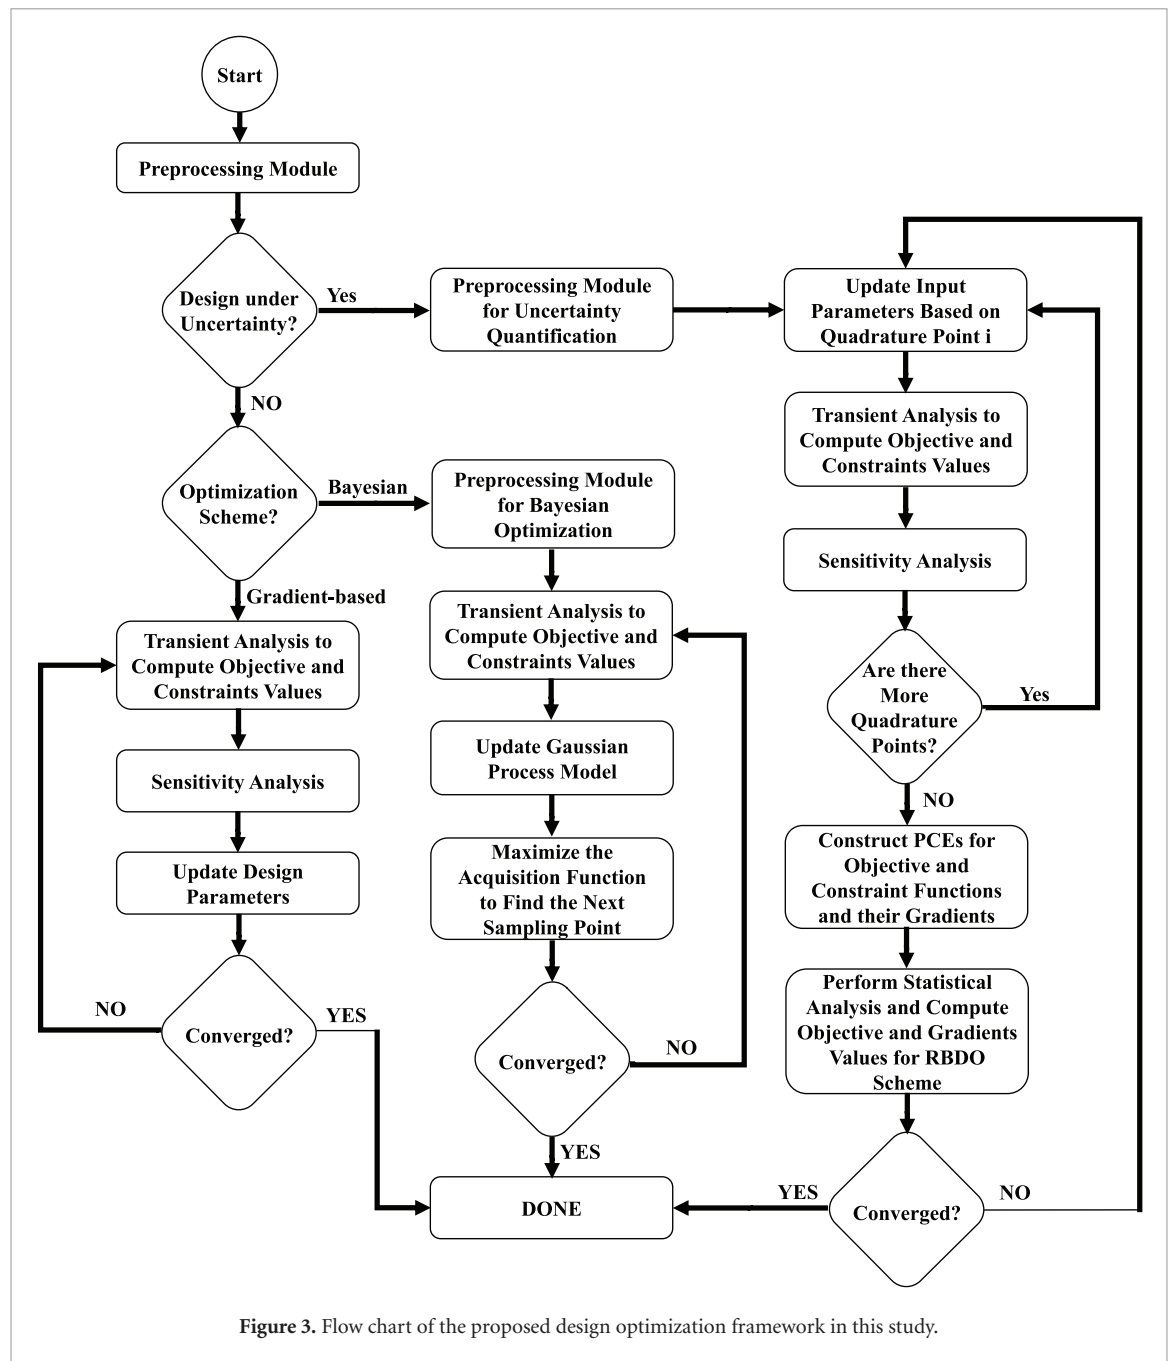 Start
Preprocessing Module
Design under
Uncertainty?
Yes
NO
Preprocessing Module
for Uncertainty
Quantification
Update Input
Parameters Based on
Quadrature Point i
Transient Analysis to
Compute Objective and
Constraints Values
Sensitivity Analysis
Are there
More
Quadrature
Points?
Yes
NO
Construct PCEs for
Objective and
Constraint Functions
and their Gradients
Perform Statistical
Analysis and Compute
Objective and Gradients
Values for RBDO
Scheme
Converged?
YES
NO
Optimization
Scheme?
Bayesian
Gradient-based
Preprocessing Module
for Bayesian
Optimization
Transient Analysis to
Compute Objective and
Constraints Values
Update Gaussian
Process Model
Maximize the
Acquisition Function
to Find the Next
Sampling Point
Converged?
NO
YES
Transient Analysis to
Compute Objective and
Constraints Values
Sensitivity Analysis
Update Design
Parameters
Converged?
NO
YES
DONE
Figure 3. Flow chart of the proposed design optimization framework in this study.